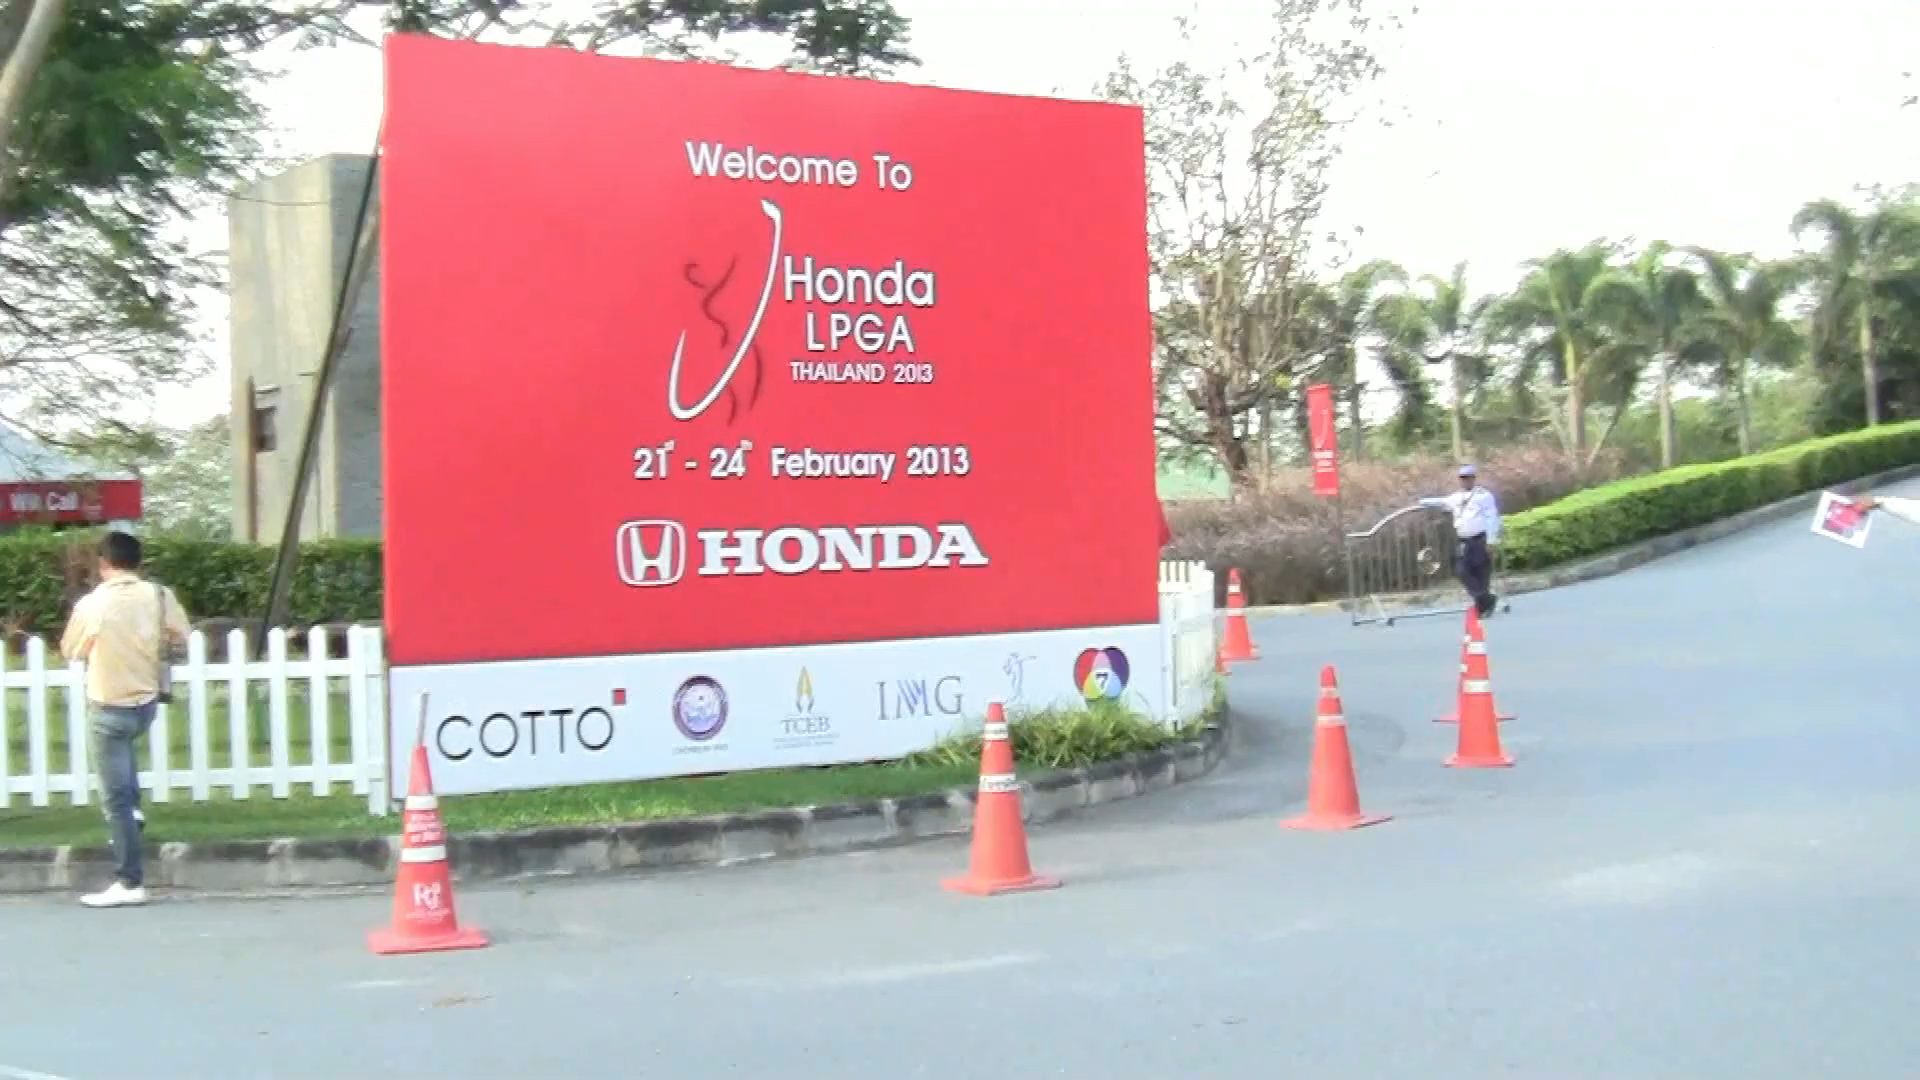 Welcome To
Honda
LPGA
THAILAND 2013
21st - 24th February 2013
HONDA
Will Call
COTTO
TCEB
IMG
7